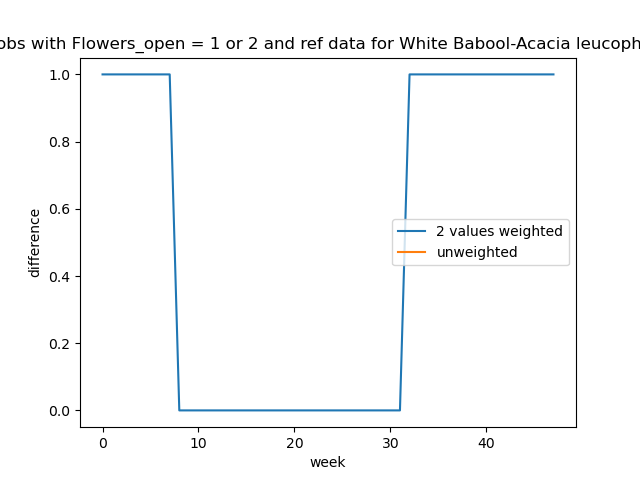 obs with Flowers_open = 1 or 2 and ref data for White Babool-Acacia leucoph
1.0
0.8
0.6
0.4
0.2
0.0
difference
2 values weighted
unweighted
0 10 20 30 40
week